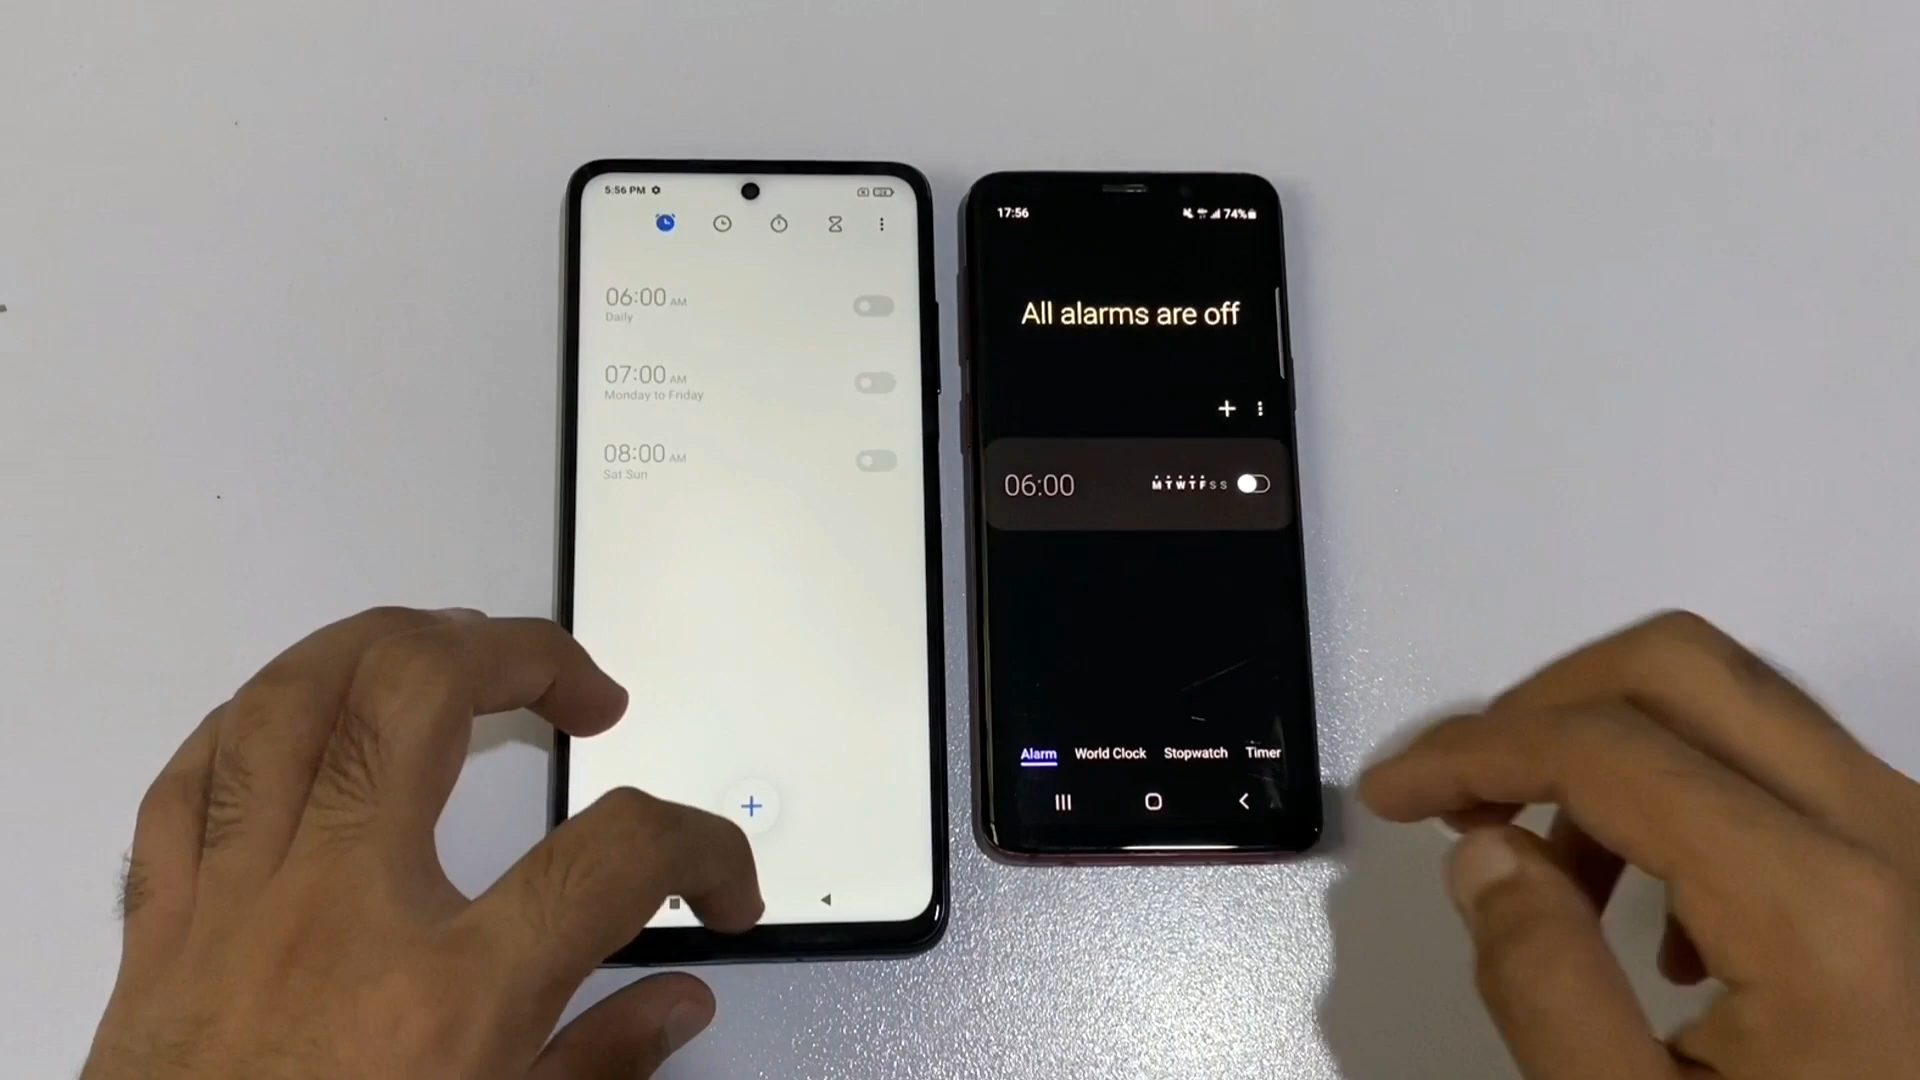 5:56 PM
06:00 AM
Daily
07:00 AM
Monday to Friday
08:00 AM
Sat Sun
17:56
74%
All alarms are off
06:00 M T W T F S S
Alarm World Clock Stopwatch Timer